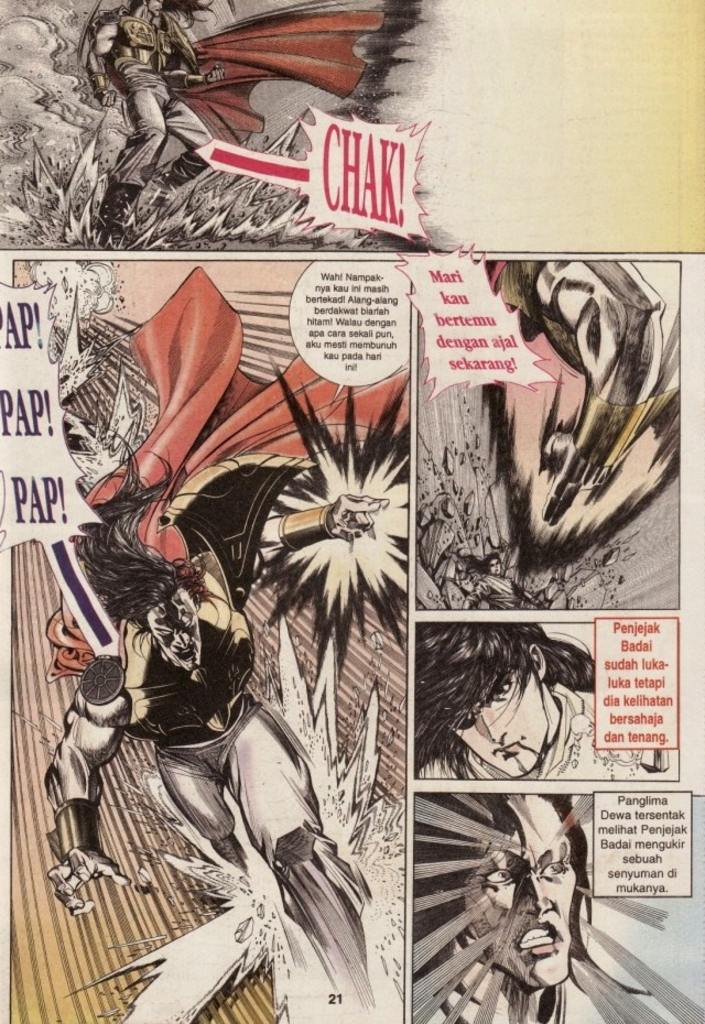 CHAK!
PAP!
PAP!
PAP!
Wah! Nampak-
nya kau ini masih
bertekad! Alang-alang
berdakwat biarlah
hitam! Walau dengan
apa cara sekali pun,
aku mesti membunuh
kau pada hari
ini!
Mari
kau
bertemu
dengan ajal
sekarang!
Penjejak
Badai
sudah luka-
luka tetapi
dia kelihatan
bersahaja
dan tenang.
Panglima
Dewa tersentak
melihat Penjejak
Badai mengukir
sebuah
senyuman di
mukanya.
21